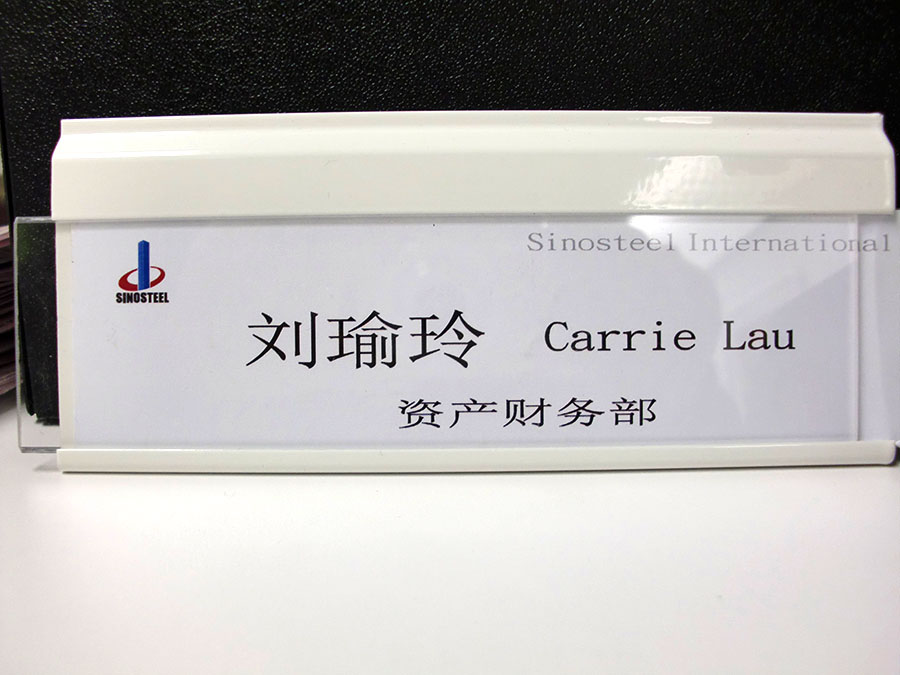 Sinosteel International
SINOSTEEL
刘瑜玲 Carrie Lau
资产财务部